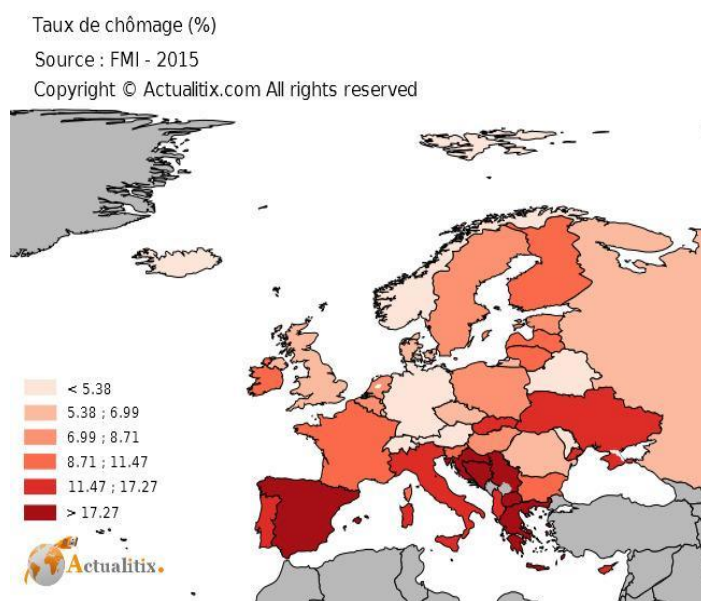 Taux de chômage (%)
Source : FMI - 2015
Copyright © Actualitix.com All rights reserved
< 5.38
5.38 ; 6.99
6.99 ; 8.71
8.71 ; 11.47
11.47 ; 17.27
> 17.27
Actualitix.